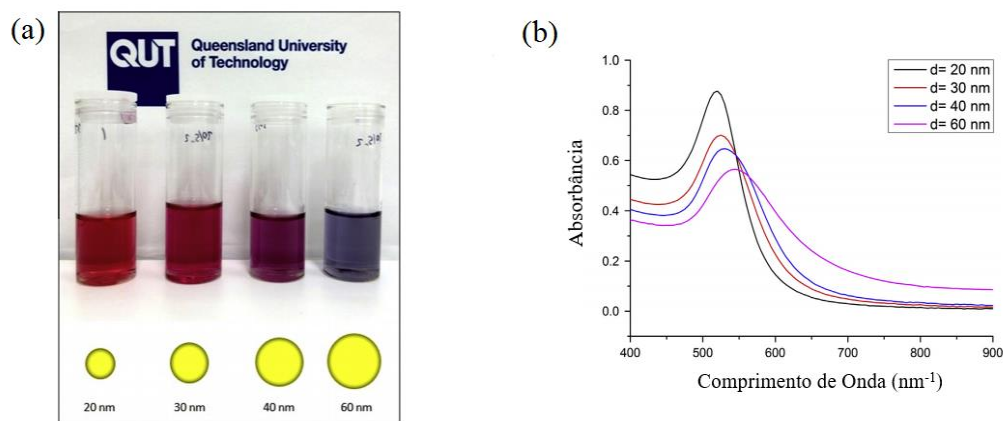 (a)
QUT
Queensland University
of Technology
20 nm
30 nm
40 nm
60 nm
(b)
1.0
0.8
0.6
0.4
0.2
0.0
Absorbância
d= 20 nm
d= 30 nm
d= 40 nm
d= 60 nm
400 500 600 700 800 900
Comprimento de Onda (nm-1)